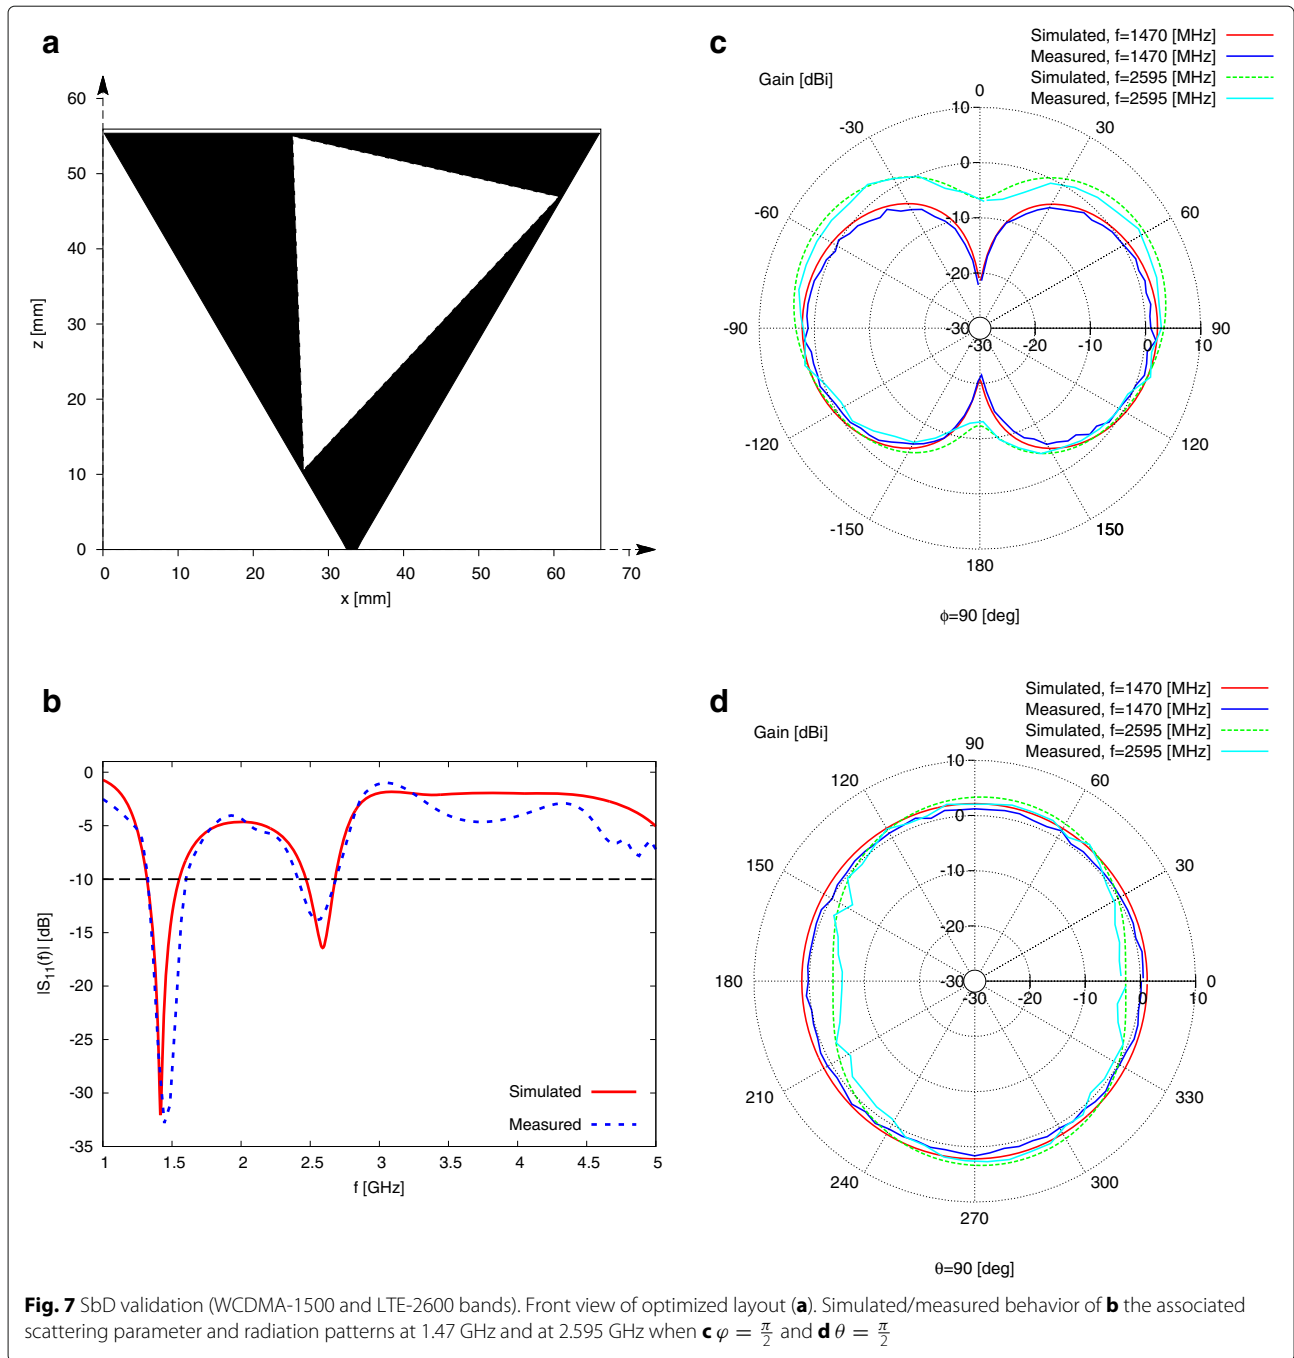 a
60
50
40
30
20
10
0
z [mm]
0 10 20 30 40 50 60 70
x [mm]
b
0
-5
-10
-15
-20
-25
-30
-35
|S11(f)| [dB]
Simulated
Measured
1 1.5 2 2.5 3 3.5 4 4.5 5
f [GHz]
c
Simulated, f=1470 [MHz]
Measured, f=1470 [MHz]
Simulated, f=2595 [MHz]
Measured, f=2595 [MHz]
Gain [dBi]
0
10
-30 30
0
-60 60
-10
-20
-90 -30 90
-30 -20 -10 0 10
-120 120
-150 150
180
ϕ=90 [deg]
d
Simulated, f=1470 [MHz]
Measured, f=1470 [MHz]
Simulated, f=2595 [MHz]
Measured, f=2595 [MHz]
Gain [dBi]
90
10
120 60
0
150 30
-10
-20
180 -30 0
-30 -20 -10 0 10
210 330
240 300
270
θ=90 [deg]
Fig. 7 SbD validation (WCDMA-1500 and LTE-2600 bands). Front view of optimized layout (a). Simulated/measured behavior of b the associated
scattering parameter and radiation patterns at 1.47 GHz and at 2.595 GHz when c φ = π/2 and d θ = π/2